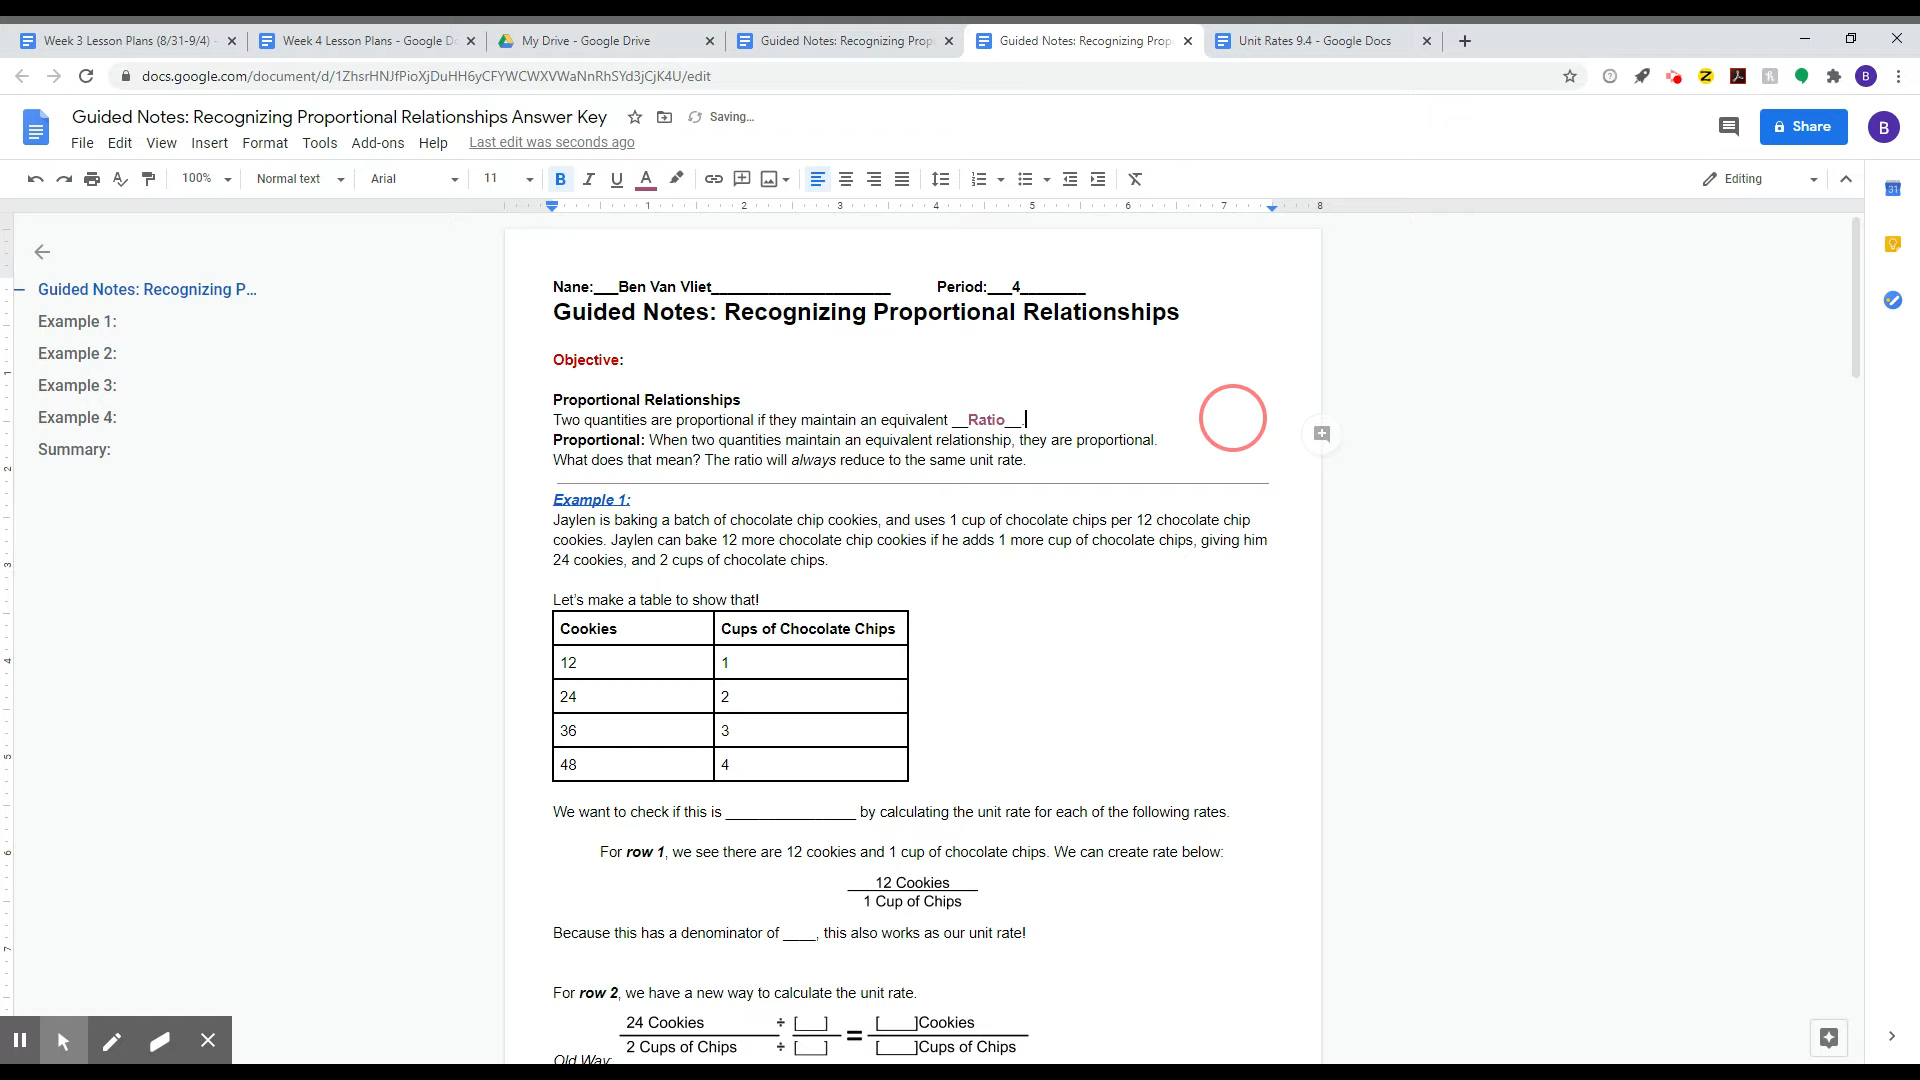 Week 3 Lesson Plans (8/31-9/4) -
Week 4 Lesson Plans - Google Do
My Drive - Google Drive
Guided Notes: Recognizing Prop
Guided Notes: Recognizing Prop
Unit Rates 9.4 - Google Docs
docs.google.com/document/d/1ZhsrHNJfPioXjDuHH6yCFYWCWXVWaNnRhSYd3jCjK4U/edit
Guided Notes: Recognizing Proportional Relationships Answer Key
Saving...
File Edit View Insert Format Tools Add-ons Help Last edit was seconds ago
Share
B
100% Normal text Arial 11 B I U A
Editing
1 2 3 4 5 6 7 8
Guided Notes: Recognizing P...
Example 1:
Example 2:
Example 3:
Example 4:
Summary:
Nane:___Ben Van Vliet______________________ Period:___4________
Guided Notes: Recognizing Proportional Relationships
Objective:
Proportional Relationships
Two quantities are proportional if they maintain an equivalent __Ratio__.
Proportional: When two quantities maintain an equivalent relationship, they are proportional.
What does that mean? The ratio will always reduce to the same unit rate.
Example 1:
Jaylen is baking a batch of chocolate chip cookies, and uses 1 cup of chocolate chips per 12 chocolate chip
cookies. Jaylen can bake 12 more chocolate chip cookies if he adds 1 more cup of chocolate chips, giving him
24 cookies, and 2 cups of chocolate chips.
Let's make a table to show that!
Cookies Cups of Chocolate Chips
12 1
24 2
36 3
48 4
We want to check if this is ________________ by calculating the unit rate for each of the following rates.
For row 1, we see there are 12 cookies and 1 cup of chocolate chips. We can create rate below:
12 Cookies
1 Cup of Chips
Because this has a denominator of ____, this also works as our unit rate!
For row 2, we have a new way to calculate the unit rate.
24 Cookies ÷ [___] = [____]Cookies
2 Cups of Chips ÷ [___] [____]Cups of Chips
Old Way: